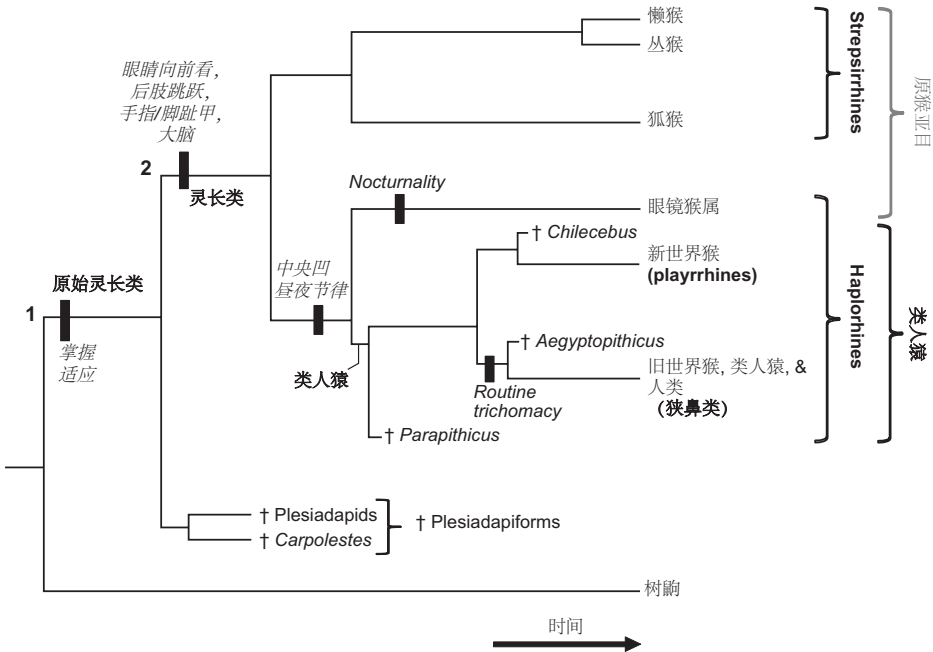 懒猴
丛猴
狐猴
Strepsirrhines
原猴亚目
眼睛向前看，
后肢跳跃，
手指/脚趾甲，
大脑
2
灵长类
Nocturnality
眼镜猴属
† Chilecebus
新世界猴
(playrrhines)
中央凹
昼夜节律
原始灵长类
1
掌握
适应
类人猿
† Aegyptopithicus
旧世界猴, 类人猿, &
人类
（狭鼻类）
Routine
trichomacy
† Parapithicus
Haplorhines
类人猿
† Plesiadapids
† Carpolestes
† Plesiadapiforms
树鼩
时间